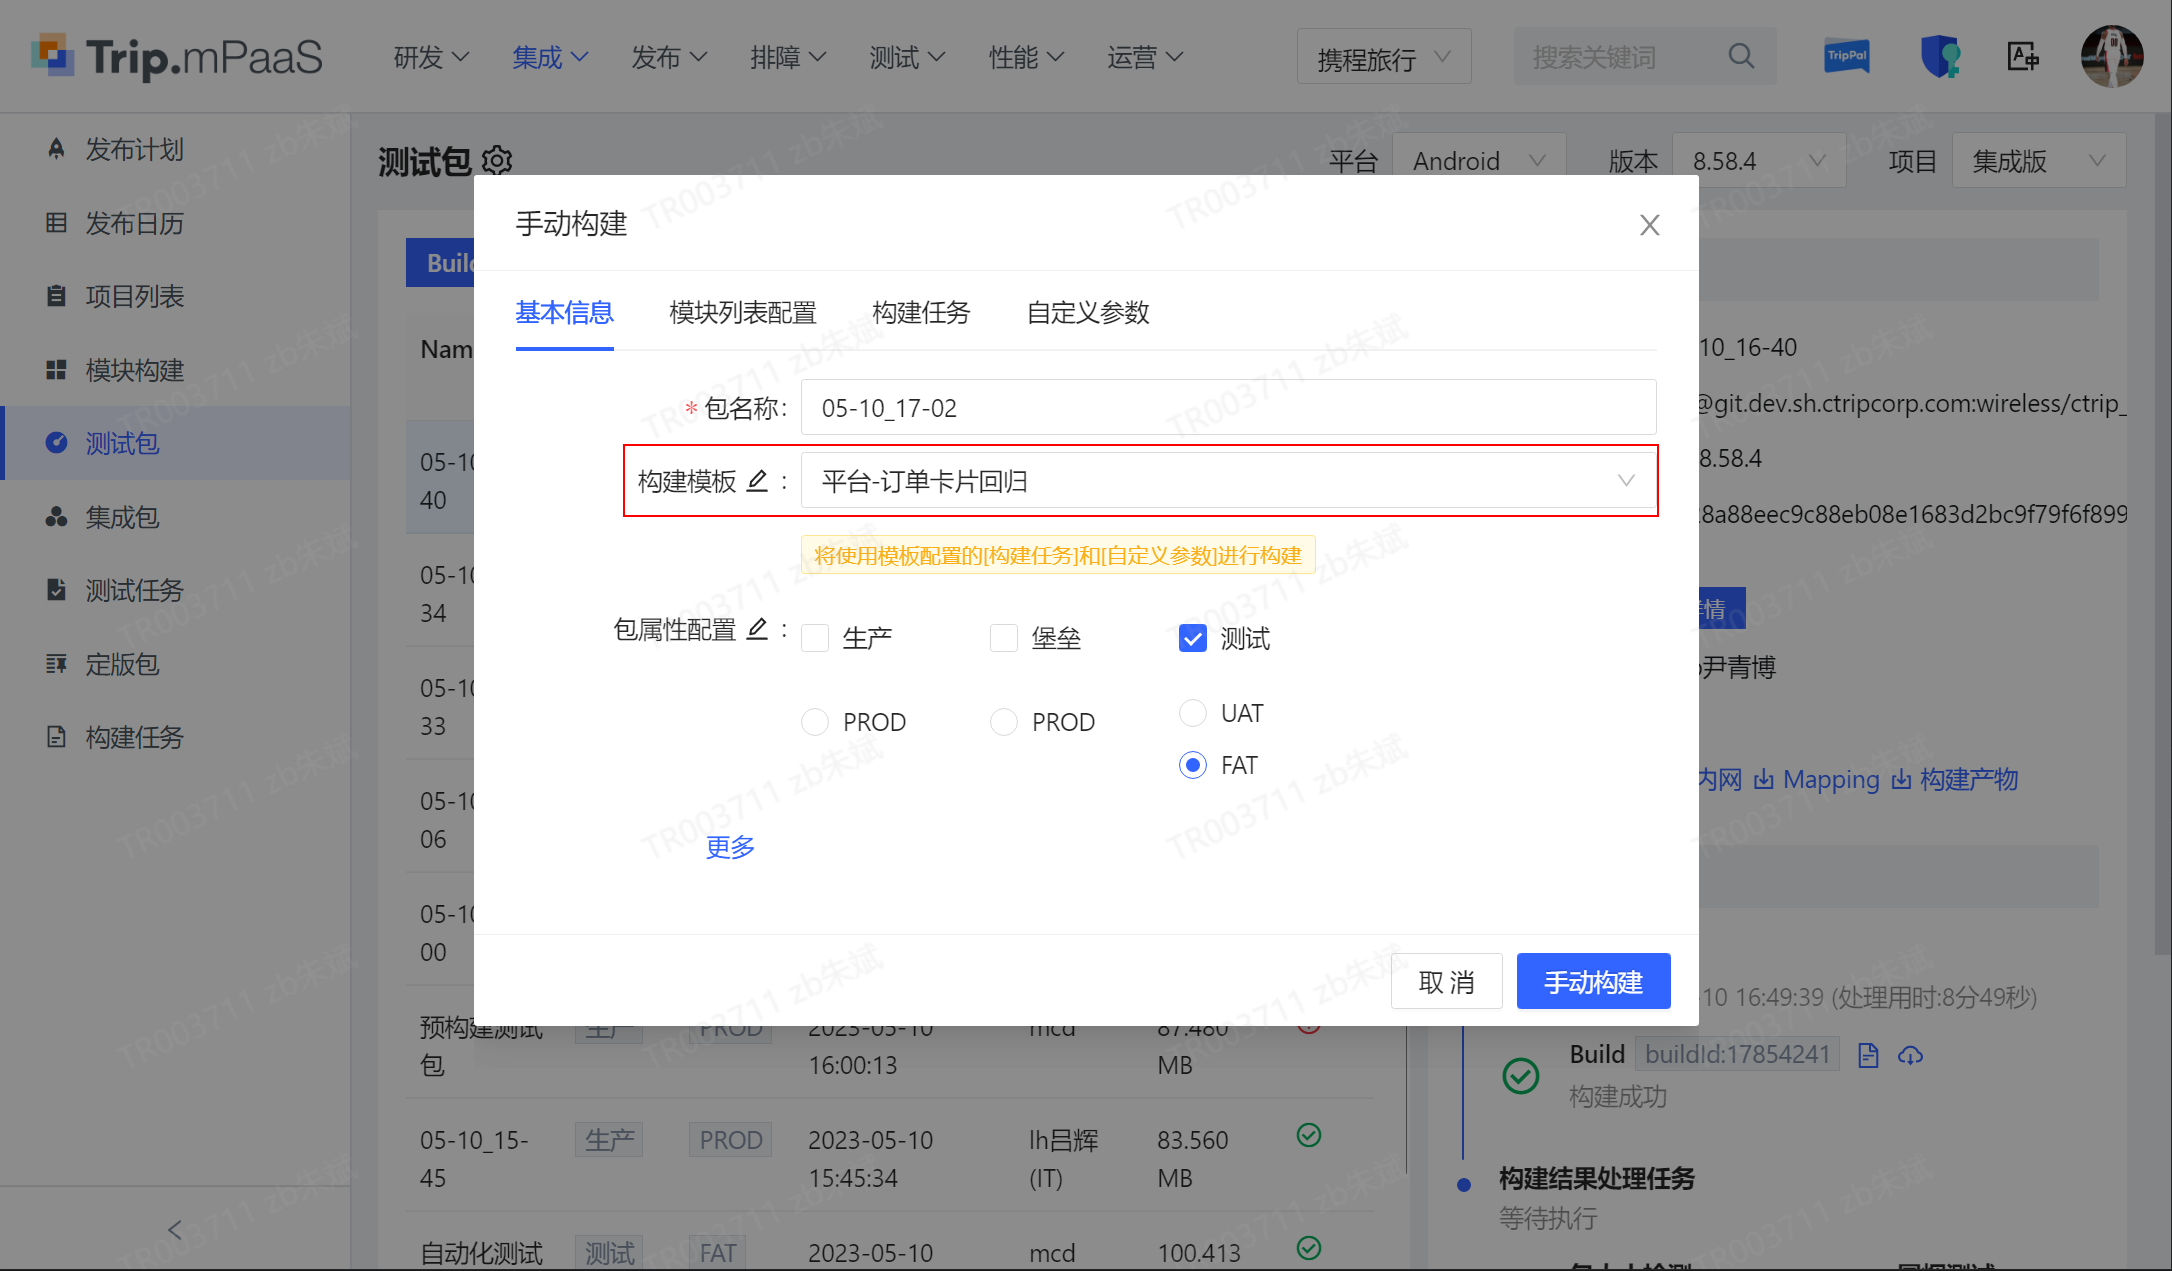 Trip.mPaaS
研发
集成
发布
排障
测试
性能
运营
携程旅行
搜索关键词
TripPal
发布计划
发布日历
项目列表
模块构建
测试包
集成包
测试任务
定版包
构建任务
测试包
平台 Android
版本 8.58.4
项目 集成版
手动构建
基本信息
模块列表配置
构建任务
自定义参数
* 包名称: 05-10_17-02
构建模板 : 平台-订单卡片回归
将使用模板配置的[构建任务]和[自定义参数]进行构建
包属性配置 :
生产
堡垒
测试
PROD
PROD
UAT
FAT
更多
取 消
手动构建
05-10
40
05-10
34
05-10
33
05-10
06
05-10
00
预构建测试包 生产 PROD 2023-05-10 16:00:13 mcd 87.480 MB
05-10_15-45 生产 PROD 2023-05-10 15:45:34 lh吕辉(IT) 83.560 MB
自动化测试 测试 FAT 2023-05-10 mcd 100.413
10_16-40
@git.dev.sh.ctripcorp.com:wireless/ctrip_
8.58.4
8a88eec9c88eb08e1683d2bc9f79f6f899
情
尹青博
内网
Mapping
构建产物
-10 16:49:39 (处理用时:8分49秒)
Build buildId:17854241
构建成功
构建结果处理任务
等待执行
TR003711 zb朱斌